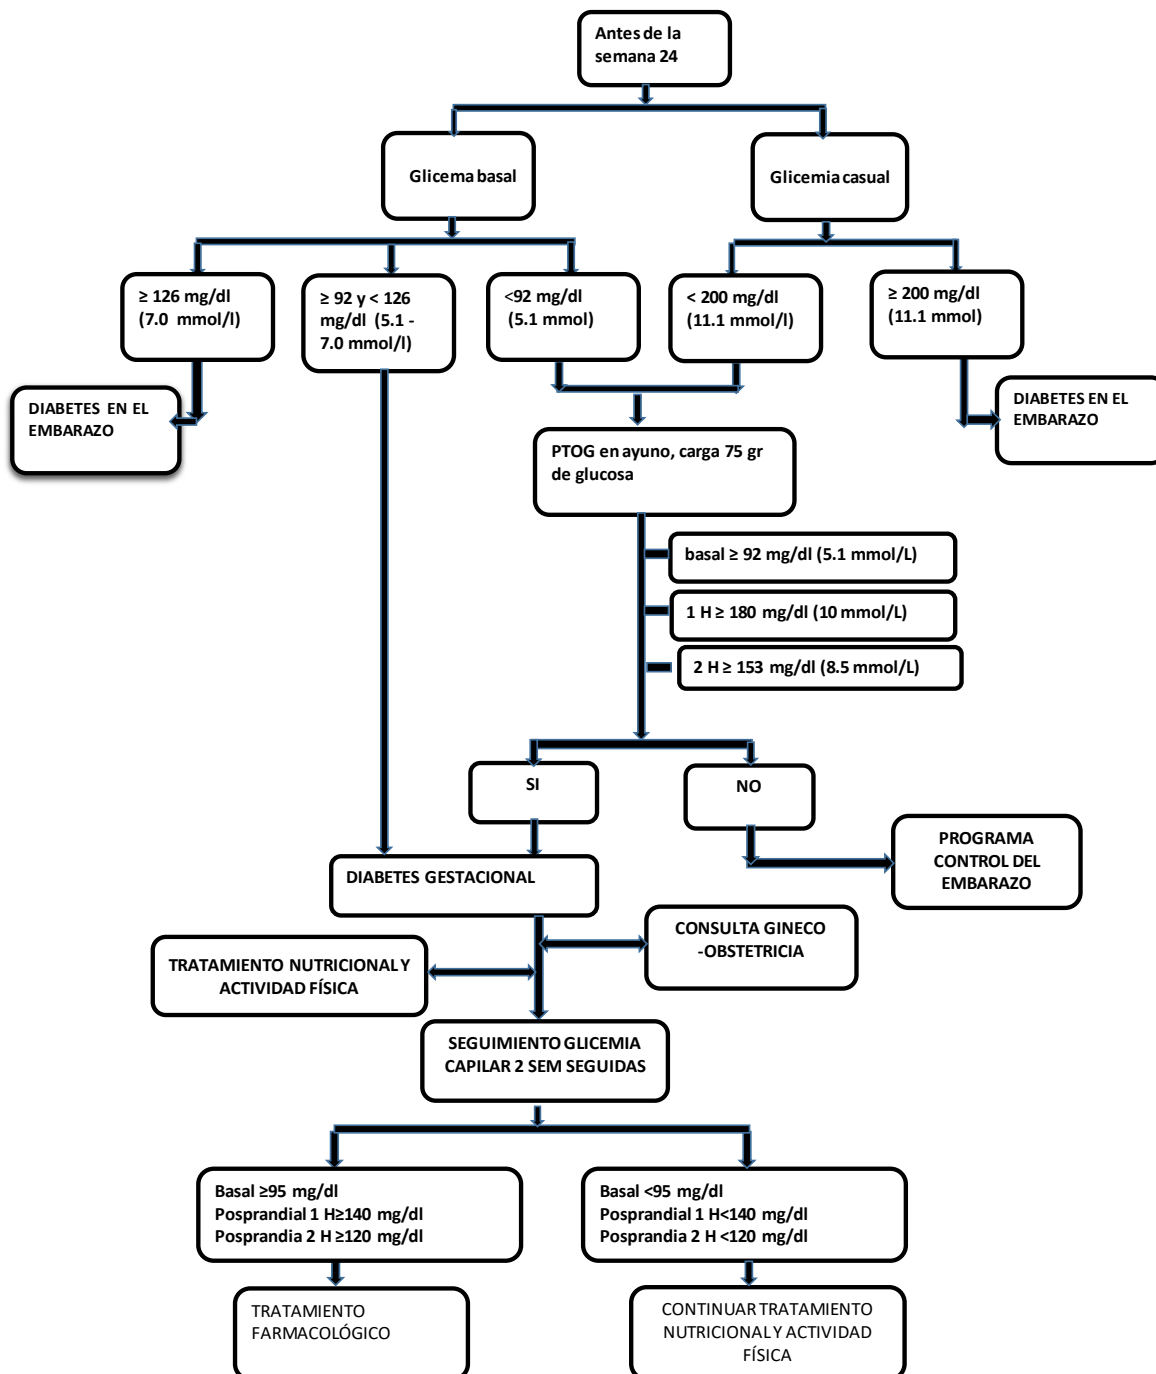 Antes de la
semana 24
Glicema basal
Glicemia casual
≥ 126 mg/dl
(7.0 mmol/l)
≥ 92 y < 126
mg/dl (5.1 -
7.0 mmol/l)
<92 mg/dl
(5.1 mmol)
< 200 mg/dl
(11.1 mmol/l)
≥ 200 mg/dl
(11.1 mmol)
DIABETES EN EL
EMBARAZO
DIABETES EN EL
EMBARAZO
PTOG en ayuno, carga 75 gr
de glucosa
basal ≥ 92 mg/dl (5.1 mmol/L)
1 H ≥ 180 mg/dl (10 mmol/L)
2 H ≥ 153 mg/dl (8.5 mmol/L)
SI
NO
PROGRAMA
CONTROL DEL
EMBARAZO
DIABETES GESTACIONAL
CONSULTA GINECO
-OBSTETRICIA
TRATAMIENTO NUTRICIONAL Y
ACTIVIDAD FÍSICA
SEGUIMIENTO GLICEMIA
CAPILAR 2 SEM SEGUIDAS
Basal ≥95 mg/dl
Posprandial 1 H≥140 mg/dl
Posprandia 2 H ≥120 mg/dl
Basal <95 mg/dl
Posprandial 1 H<140 mg/dl
Posprandia 2 H <120 mg/dl
TRATAMIENTO
FARMACOLÓGICO
CONTINUAR TRATAMIENTO
NUTRICIONAL Y ACTIVIDAD
FÍSICA